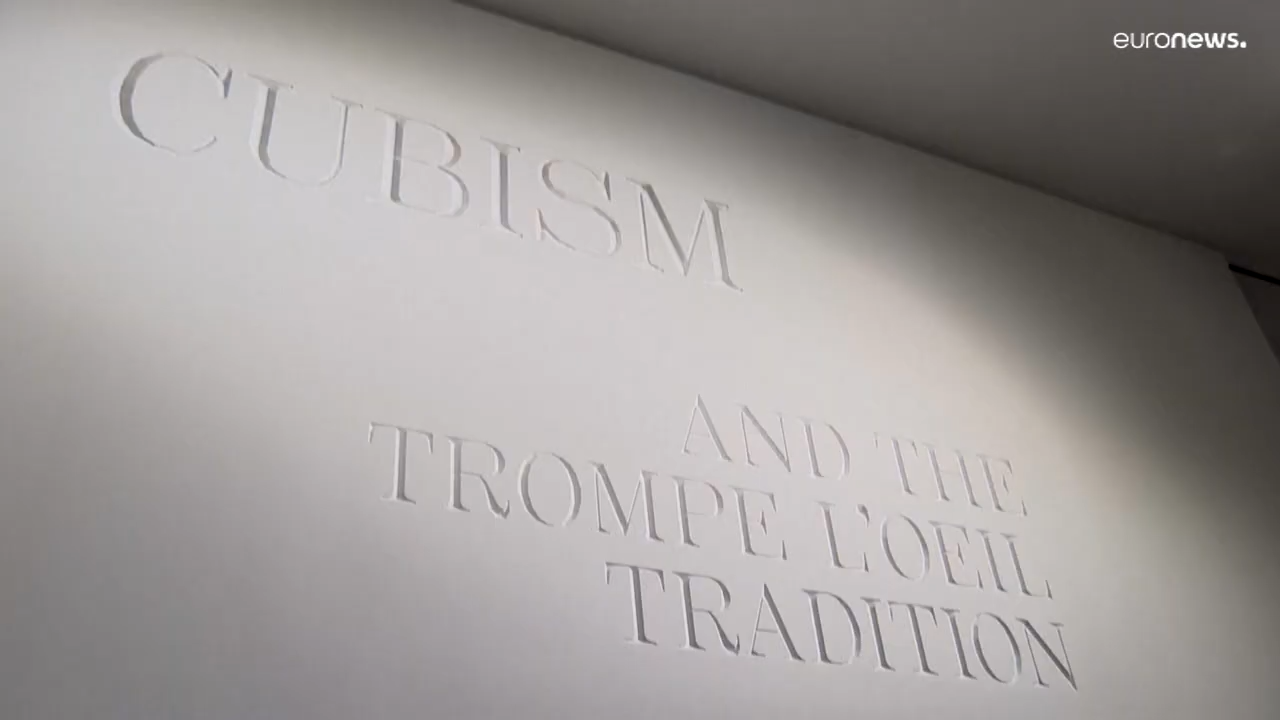 euronews.
CUBISM
AND THE
TROMPE L'OEIL
TRADITION